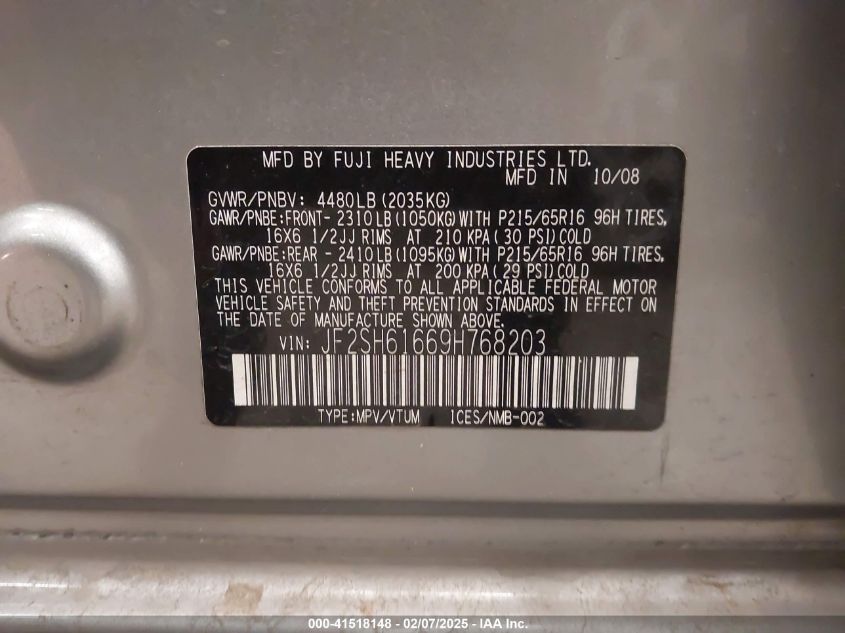 MFD BY FUJI HEAVY INDUSTRIES LTD.
MFD IN 10/08
GVWR/PNBV: 4480LB (2035KG)
GAWR/PNBE:FRONT- 2310LB(1050KG)WITH P215/65R16 96H TIRES,
16X6 1/2JJ RIMS AT 210 KPA( 30 PSI)COLD
GAWR/PNBE:REAR - 2410LB(1095KG)WITH P215/65R16 96H TIRES,
16X6 1/2JJ RIMS AT 200 KPA( 29 PSI)COLD
THIS VEHICLE CONFORMS TO ALL APPLICABLE FEDERAL MOTOR
VEHICLE SAFETY AND THEFT PREVENTION STANDARDS IN EFFECT ON
THE DATE OF MANUFACTURE SHOWN ABOVE.
VIN: JF2SH61669H768203
TYPE:MPV/VTUM ICES/NMB-002
000-41518148 - 02/07/2025 - IAA Inc.